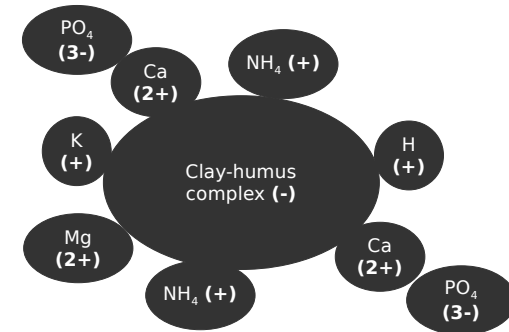 PO₄
(3-)
Ca
(2+)
NH₄ (+)
K
(+)
H
(+)
Clay-humus
complex (-)
Mg
(2+)
Ca
(2+)
NH₄ (+)
PO₄
(3-)